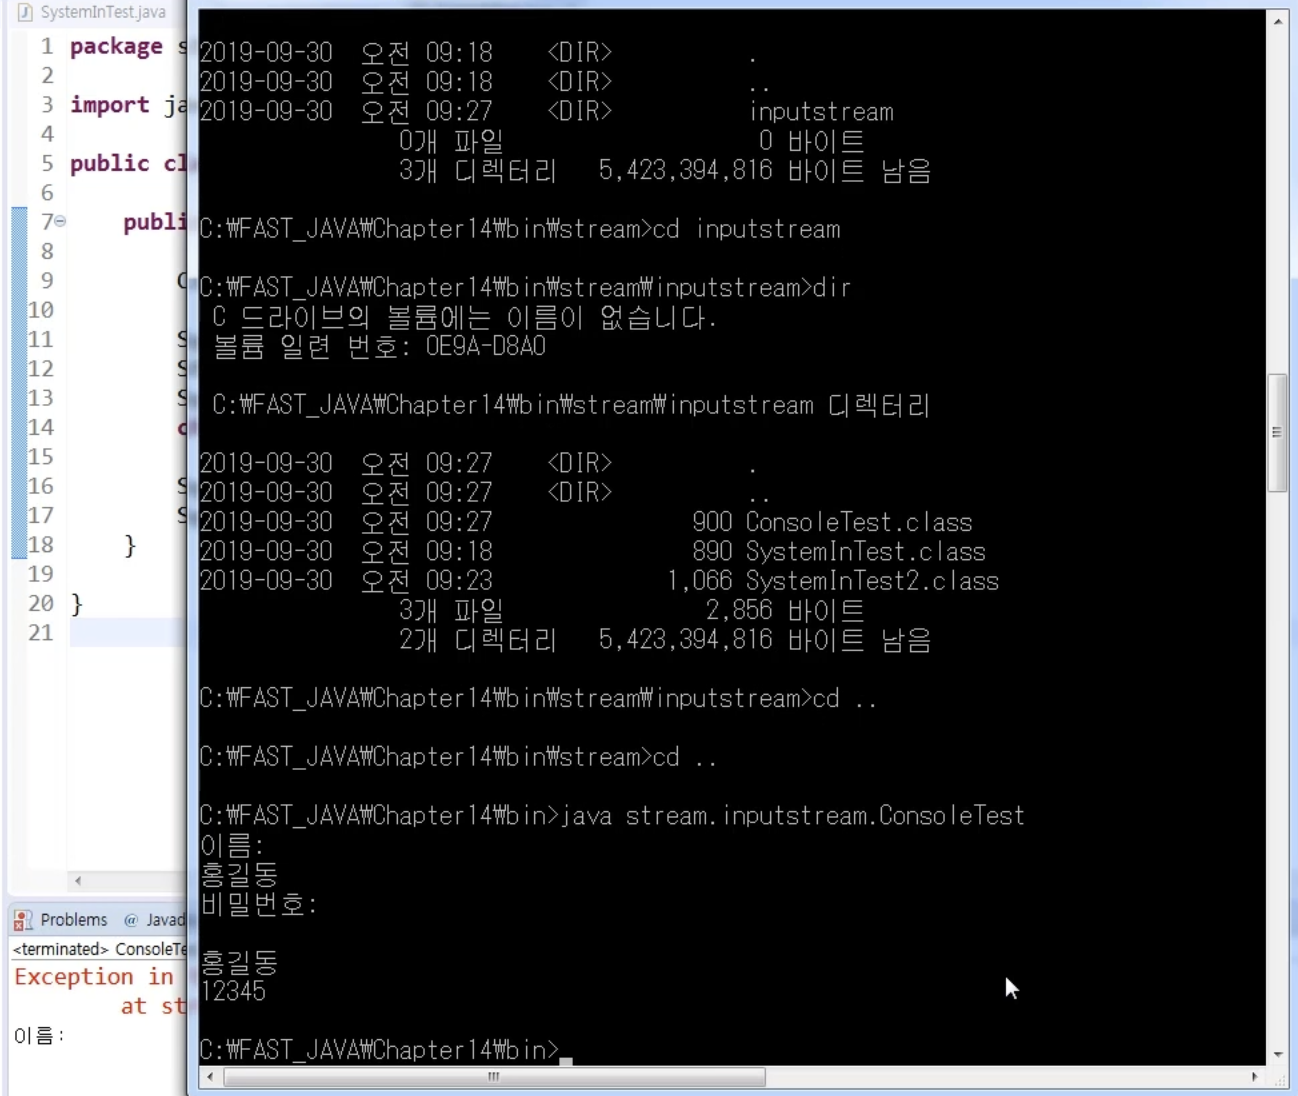 SystemInTest.java
1 package s
2
3 import ja
4
5 public cl
6
7 publi
8
9 C
10
11 S
12 S
13 S
14 c
15
16 S
17 S
18 }
19
20 }
21
2019-09-30 오전 09:18 <DIR> .
2019-09-30 오전 09:18 <DIR> ..
2019-09-30 오전 09:27 <DIR> inputstream
0개 파일 0 바이트
3개 디렉터리 5,423,394,816 바이트 남음
C:₩FAST_JAVA₩Chapter14₩bin₩stream>cd inputstream
C:₩FAST_JAVA₩Chapter14₩bin₩stream₩inputstream>dir
C 드라이브의 볼륨에는 이름이 없습니다.
볼륨 일련 번호: 0E9A-D8A0
C:₩FAST_JAVA₩Chapter14₩bin₩stream₩inputstream 디렉터리
2019-09-30 오전 09:27 <DIR> .
2019-09-30 오전 09:27 <DIR> ..
2019-09-30 오전 09:27 900 ConsoleTest.class
2019-09-30 오전 09:18 890 SystemInTest.class
2019-09-30 오전 09:23 1,066 SystemInTest2.class
3개 파일 2,856 바이트
2개 디렉터리 5,423,394,816 바이트 남음
C:₩FAST_JAVA₩Chapter14₩bin₩stream₩inputstream>cd ..
C:₩FAST_JAVA₩Chapter14₩bin₩stream>cd ..
C:₩FAST_JAVA₩Chapter14₩bin>java stream.inputstream.ConsoleTest
이름:
홍길동
비밀번호:
홍길동
12345
C:₩FAST_JAVA₩Chapter14₩bin>_
Problems @ Javad
<terminated> ConsoleTe
Exception in
at st
이름: